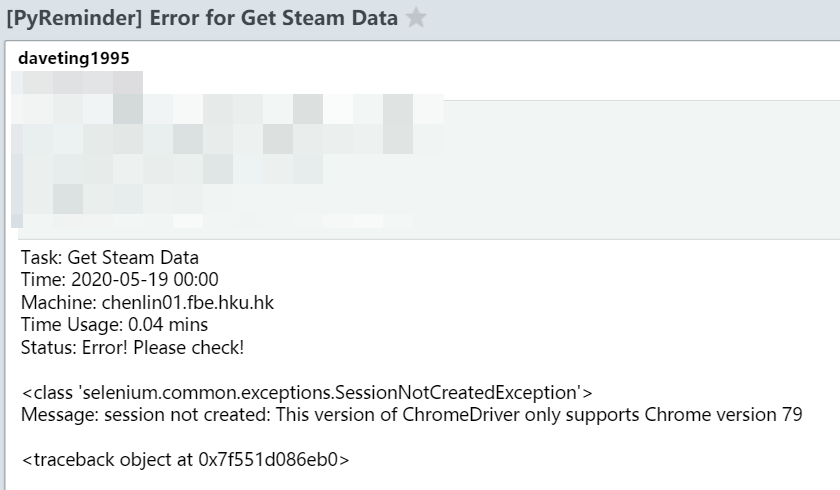 [PyReminder] Error for Get Steam Data
daveting1995
Task: Get Steam Data
Time: 2020-05-19 00:00
Machine: chenlin01.fbe.hku.hk
Time Usage: 0.04 mins
Status: Error! Please check!
<class 'selenium.common.exceptions.SessionNotCreatedException'>
Message: session not created: This version of ChromeDriver only supports Chrome version 79
<traceback object at 0x7f551d086eb0>